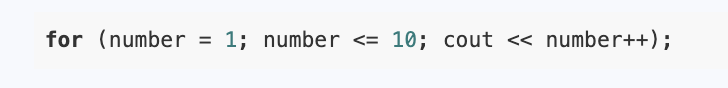 for (number = 1; number <= 10; cout << number++);